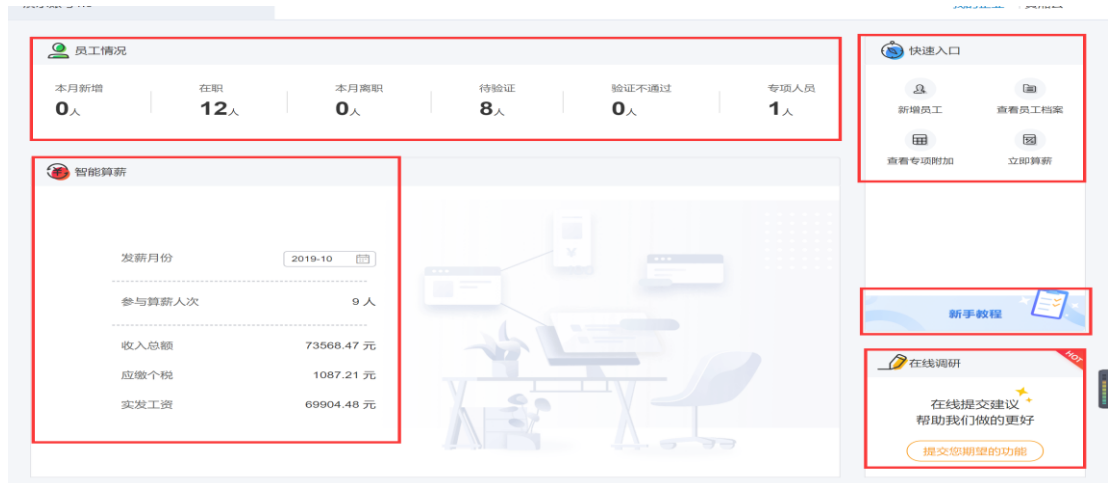 员工情况
本月新增 在职 本月离职 待验证 验证不通过 专项人员
0人 12人 0人 8人 0人 1人
快速入口
新增员工 查看员工档案
查看专项附加 立即算薪
智能算薪
发薪月份 2019-10
参与算薪人次 9 人
收入总额 73568.47 元
应缴个税 1087.21 元
实发工资 69904.48 元
新手教程
在线调研
HOT
在线提交建议
帮助我们做的更好
提交您期望的功能